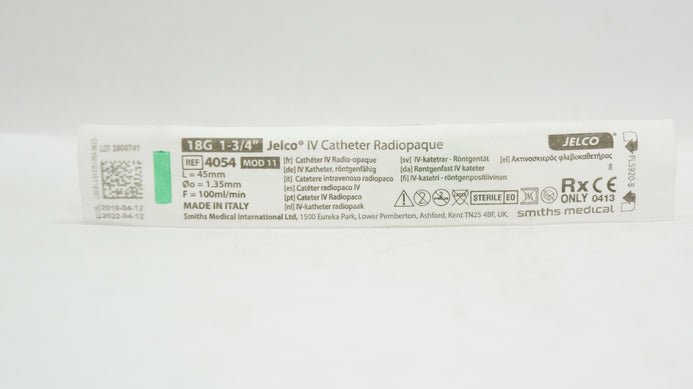 LOT 3806741
2019-04-12
2022-04-12
18G 1-3/4" Jelco® IV Catheter Radiopaque
REF 4054 MOD 11
L = 45mm
Øo = 1.35mm
F = 100ml/min
MADE IN ITALY
[fr] Cathéter IV Radio-opaque
[de] IV Katheter, röntgenfähig
[it] Catetere intravenoso radiopaco
[es] Catéter radiopaco IV
[pt] Cateter IV Radiopaco
[nl] IV-katheter radiopaak
[sv] IV-katetrar - Röntgentät
[da] Røntgenfast IV kateter
[fi] IV-katetri - röntgenpositiivinen
[el] Ακτινοσκιερός φλεβοκαθετήρας
8
STERILE EO
JELCO®
Rx ONLY
CE 0413
smiths medical
Smiths Medical International Ltd, 1500 Eureka Park, Lower Pemberton, Ashford, Kent TN25 4BF, UK.
PL5920-B